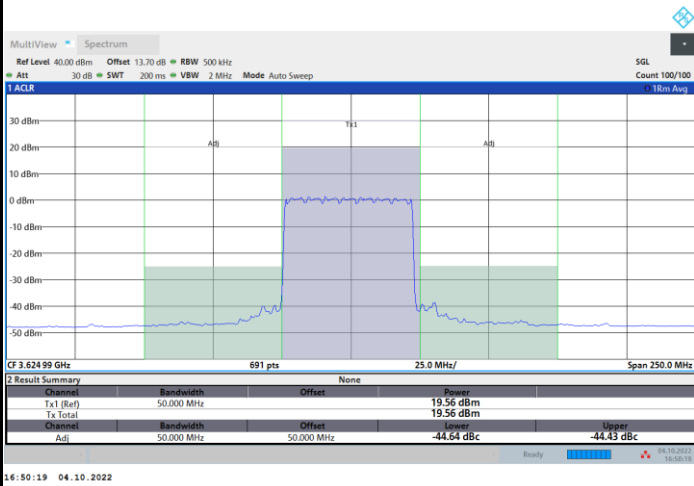 MultiView Spectrum
Ref Level 40.00 dBm Offset 13.70 dB RBW 500 kHz SGL
Att 30 dB SWT 200 ms VBW 2 MHz Mode Auto Sweep Count 100/100
1 ACLR 1Rm Avg
30 dBm
Tx1
20 dBm
Adj Adj
10 dBm
0 dBm
-10 dBm
-20 dBm
-30 dBm
-40 dBm
-50 dBm
CF 3.624 99 GHz 691 pts 25.0 MHz/ Span 250.0 MHz
2 Result Summary None
Channel Bandwidth Offset Power
Tx1 (Ref) 50.000 MHz 19.56 dBm
Tx Total 19.56 dBm
Channel Bandwidth Offset Lower Upper
Adj 50.000 MHz 50.000 MHz -44.64 dBc -44.43 dBc
Ready 04.10.2022
16:50:19
16:50:19 04.10.2022